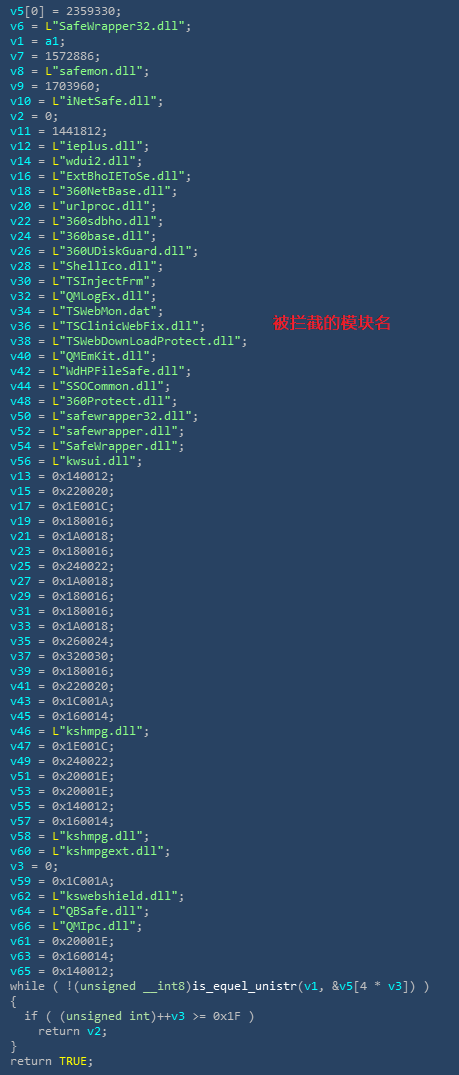 v5[0] = 2359330;
v6 = L"SafeWrapper32.dll";
v1 = a1;
v7 = 1572886;
v8 = L"safemon.dll";
v9 = 1703960;
v10 = L"iNetSafe.dll";
v2 = 0;
v11 = 1441812;
v12 = L"ieplus.dll";
v14 = L"wdui2.dll";
v16 = L"ExtBhoIEToSe.dll";
v18 = L"360NetBase.dll";
v20 = L"urlproc.dll";
v22 = L"360sdbho.dll";
v24 = L"360base.dll";
v26 = L"360UDiskGuard.dll";
v28 = L"ShellIco.dll";
v30 = L"TSInjectFrm";
v32 = L"QMLogEx.dll";
v34 = L"TSWebMon.dat";
v36 = L"TSClinicWebFix.dll"; 被拦截的模块名
v38 = L"TSWebDownLoadProtect.dll";
v40 = L"QMEmKit.dll";
v42 = L"WdHPFileSafe.dll";
v44 = L"SSOCommon.dll";
v48 = L"360Protect.dll";
v50 = L"safewrapper32.dll";
v52 = L"safewrapper.dll";
v54 = L"SafeWrapper.dll";
v56 = L"kwsui.dll";
v13 = 0x140012;
v15 = 0x220020;
v17 = 0x1E001C;
v19 = 0x180016;
v21 = 0x1A0018;
v23 = 0x180016;
v25 = 0x240022;
v27 = 0x1A0018;
v29 = 0x180016;
v31 = 0x180016;
v33 = 0x1A0018;
v35 = 0x260024;
v37 = 0x320030;
v39 = 0x180016;
v41 = 0x220020;
v43 = 0x1C001A;
v45 = 0x160014;
v46 = L"kshmpg.dll";
v47 = 0x1E001C;
v49 = 0x240022;
v51 = 0x20001E;
v53 = 0x20001E;
v55 = 0x140012;
v57 = 0x160014;
v58 = L"kshmpg.dll";
v60 = L"kshmpgext.dll";
v3 = 0;
v59 = 0x1C001A;
v62 = L"kswebshield.dll";
v64 = L"QBSafe.dll";
v66 = L"QMIpc.dll";
v61 = 0x20001E;
v63 = 0x160014;
v65 = 0x140012;
while ( !(unsigned __int8)is_equel_unistr(v1, &v5[4 * v3]) )
{
if ( (unsigned int)++v3 >= 0x1F )
return v2;
}
return TRUE;